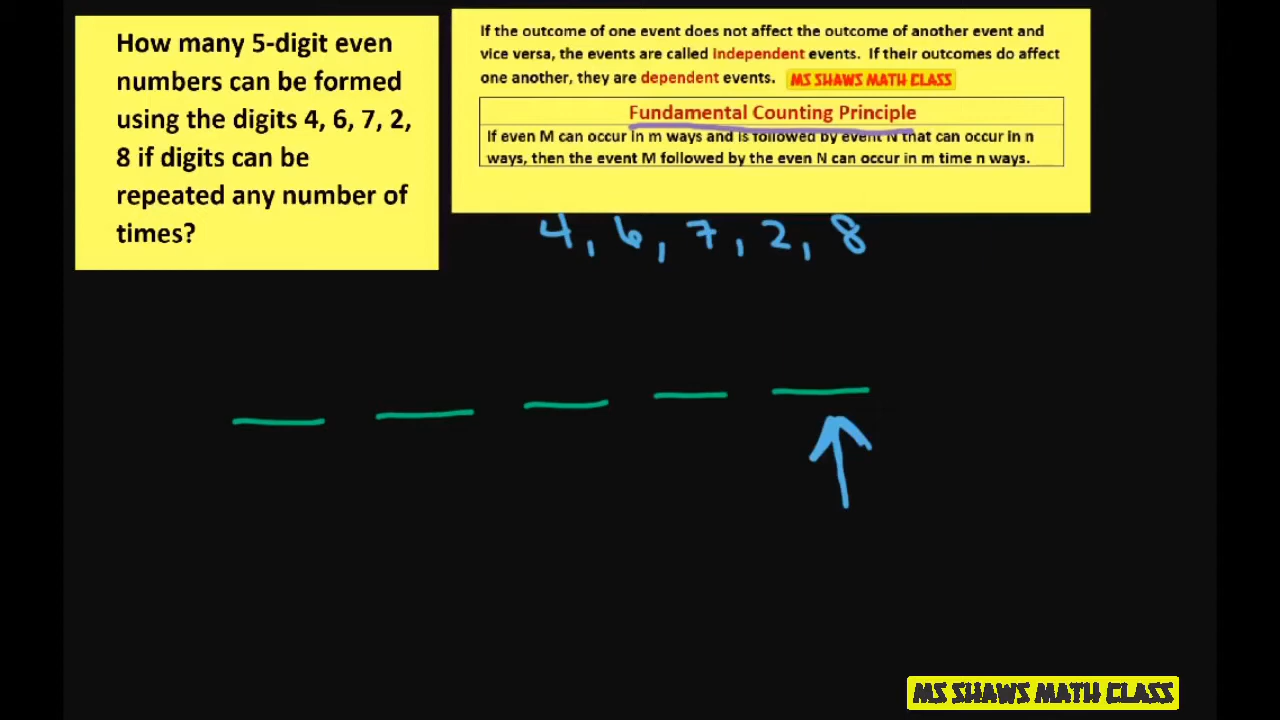 How many 5-digit even
numbers can be formed
using the digits 4, 6, 7, 2,
8 if digits can be
repeated any number of
times?
If the outcome of one event does not affect the outcome of another event and
vice versa, the events are called independent events. If their outcomes do affect
one another, they are dependent events. MS SHAWS MATH CLASS
Fundamental Counting Principle
If even M can occur in m ways and is followed by event N that can occur in n
ways, then the event M followed by the even N can occur in m time n ways.
4, 6, 7, 2, 8
MS SHAWS MATH CLASS